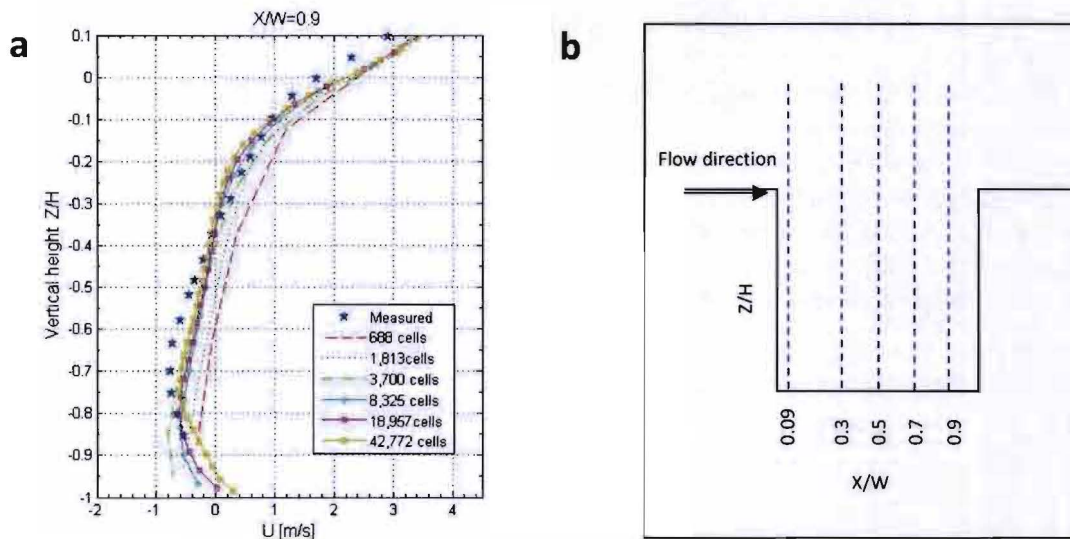 a
X/W=0.9
0.1
0
-0.1
-0.2
-0.3
-0.4
-0.5
-0.6
-0.7
-0.8
-0.9
-1
Vertical height Z/H
-2
-1
0
1
2
3
4
U [m/s]
Measured
688 cells
1,813cells
3,700 cells
8,325 cells
18,957 cells
42,772 cells
b
Flow direction
Z/H
0.09
0.3
0.5
0.7
0.9
X/W